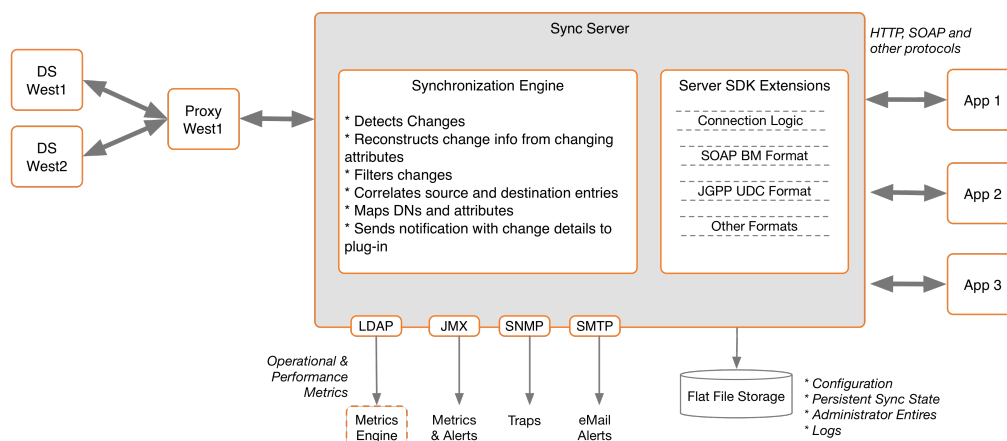 Sync Server
HTTP, SOAP and
other protocols
DS
West1
DS
West2
Proxy
West1
Synchronization Engine
* Detects Changes
* Reconstructs change info from changing
attributes
* Filters changes
* Correlates source and destination entries
* Maps DNs and attributes
* Sends notification with change details to
plug-in
Server SDK Extensions
Connection Logic
SOAP BM Format
JGPP UDC Format
Other Formats
App 1
App 2
App 3
LDAP
JMX
SNMP
SMTP
Operational &
Performance
Metrics
Metrics
Engine
Metrics
& Alerts
Traps
eMail
Alerts
Flat File Storage
* Configuration
* Persistent Sync State
* Administrator Entires
* Logs